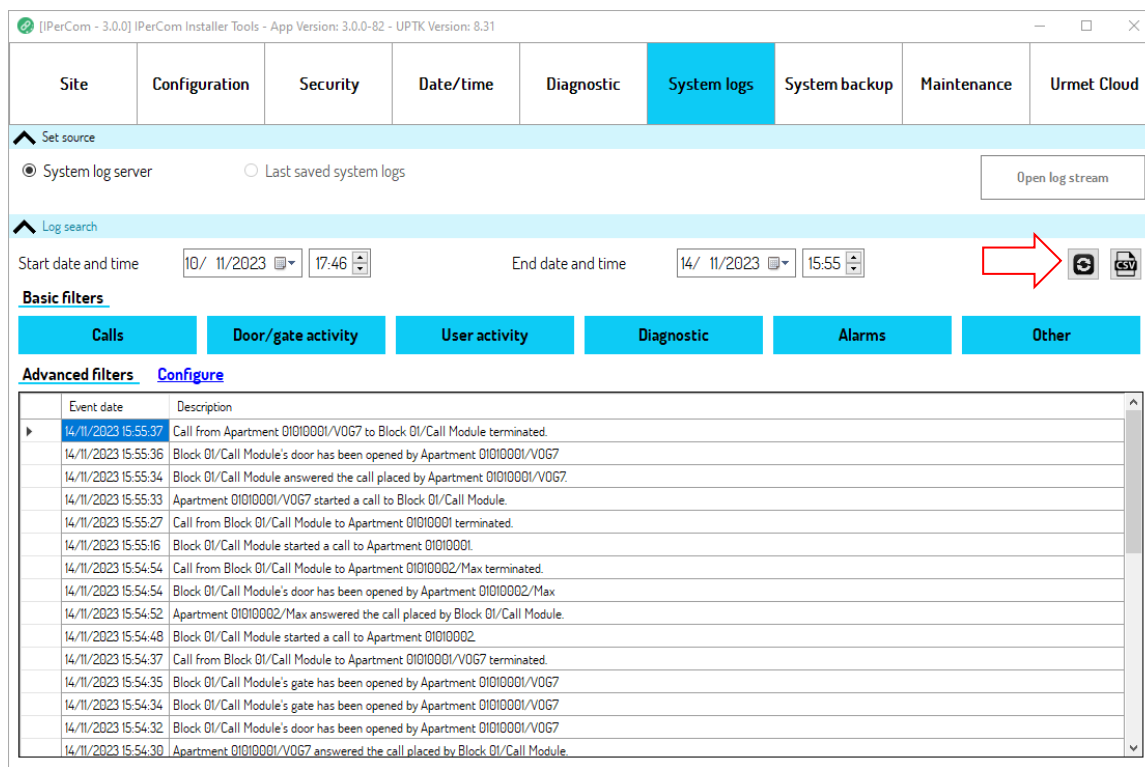 [IPerCom - 3.0.0] IPerCom Installer Tools - App Version: 3.0.0-82 - UPTK Version: 8.31
Site Configuration Security Date/time Diagnostic System logs System backup Maintenance Urmet Cloud
Set source
System log server Last saved system logs Open log stream
Log search
Start date and time 10/ 11/2023 17:46 End date and time 14/ 11/2023 15:55 CSV
Basic filters
Calls Door/gate activity User activity Diagnostic Alarms Other
Advanced filters Configure
Event date Description
14/11/2023 15:55:37 Call from Apartment 01010001/VOG7 to Block 01/Call Module terminated.
14/11/2023 15:55:36 Block 01/Call Module's door has been opened by Apartment 01010001/VOG7
14/11/2023 15:55:34 Block 01/Call Module answered the call placed by Apartment 01010001/VOG7.
14/11/2023 15:55:33 Apartment 01010001/VOG7 started a call to Block 01/Call Module.
14/11/2023 15:55:27 Call from Block 01/Call Module to Apartment 01010001 terminated.
14/11/2023 15:55:16 Block 01/Call Module started a call to Apartment 01010001.
14/11/2023 15:54:54 Call from Block 01/Call Module to Apartment 01010002/Max terminated.
14/11/2023 15:54:54 Block 01/Call Module's door has been opened by Apartment 01010002/Max
14/11/2023 15:54:52 Apartment 01010002/Max answered the call placed by Block 01/Call Module.
14/11/2023 15:54:48 Block 01/Call Module started a call to Apartment 01010002.
14/11/2023 15:54:37 Call from Block 01/Call Module to Apartment 01010001/VOG7 terminated.
14/11/2023 15:54:35 Block 01/Call Module's gate has been opened by Apartment 01010001/VOG7
14/11/2023 15:54:34 Block 01/Call Module's gate has been opened by Apartment 01010001/VOG7
14/11/2023 15:54:32 Block 01/Call Module's door has been opened by Apartment 01010001/VOG7
14/11/2023 15:54:30 Apartment 01010001/VOG7 answered the call placed by Block 01/Call Module.